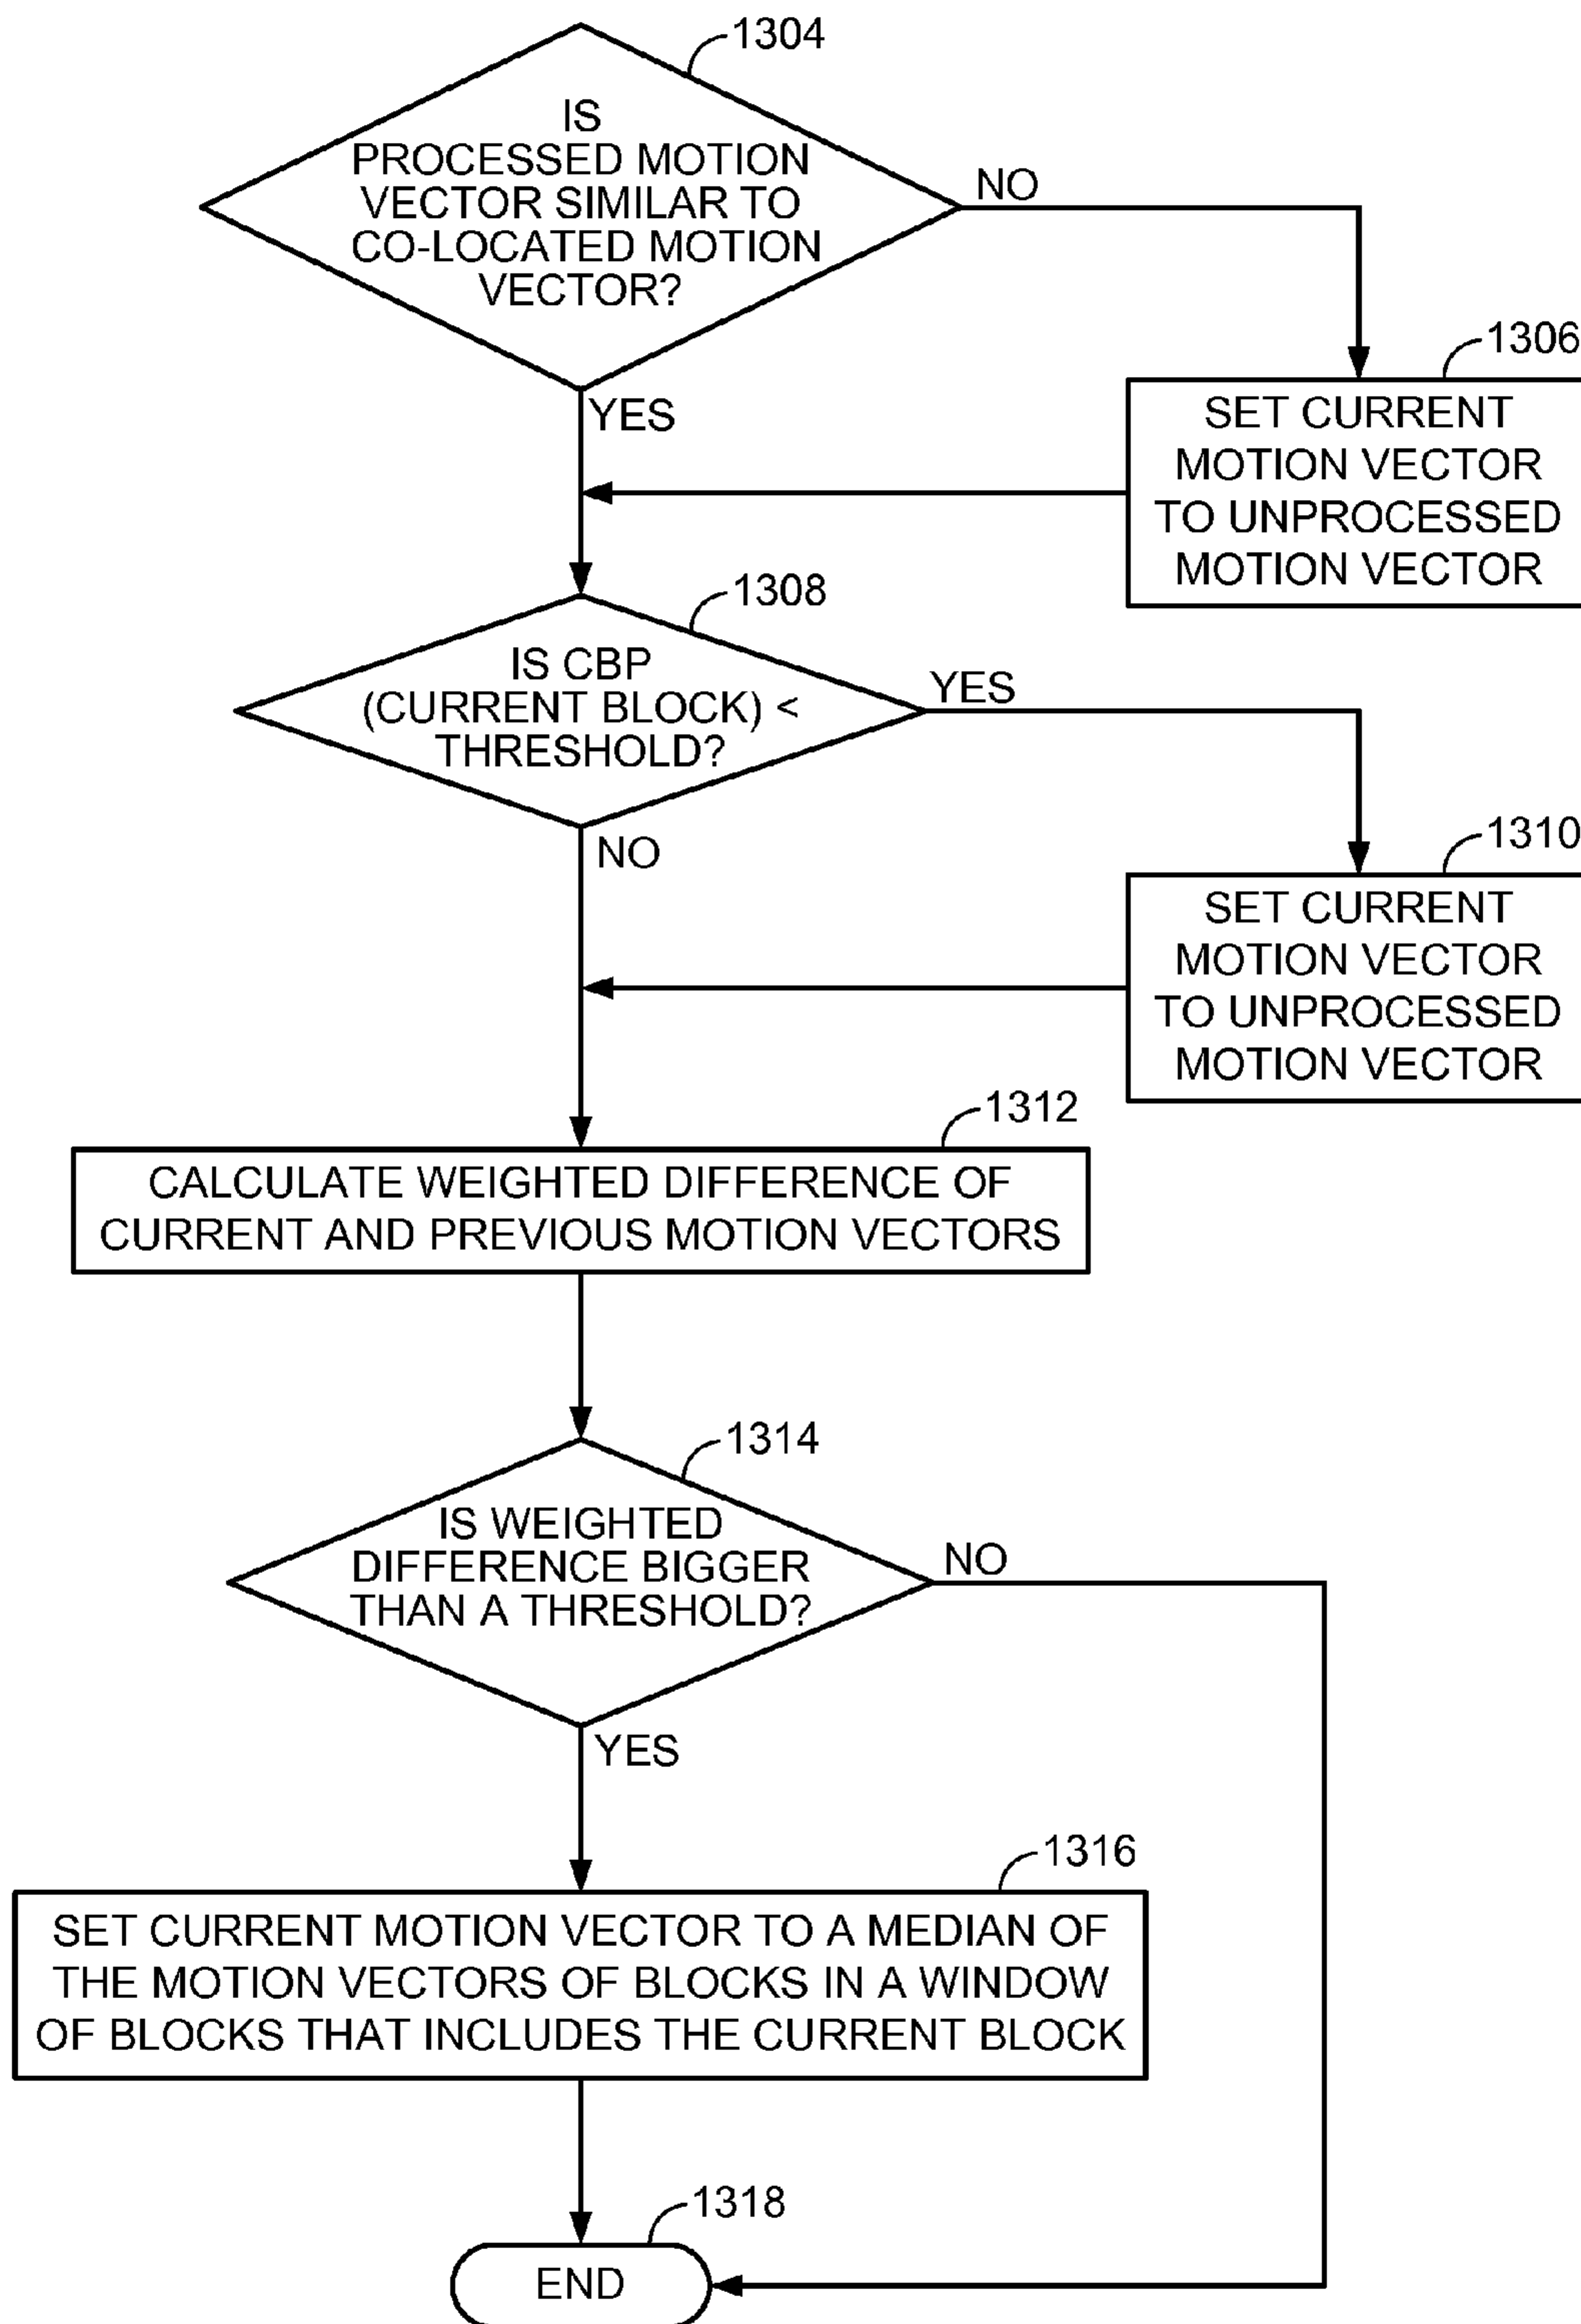 1304
IS
PROCESSED MOTION
VECTOR SIMILAR TO
CO-LOCATED MOTION
VECTOR?
NO
YES
1306
SET CURRENT
MOTION VECTOR
TO UNPROCESSED
MOTION VECTOR
1308
IS CBP
(CURRENT BLOCK) <
THRESHOLD?
YES
NO
1310
SET CURRENT
MOTION VECTOR
TO UNPROCESSED
MOTION VECTOR
1312
CALCULATE WEIGHTED DIFFERENCE OF
CURRENT AND PREVIOUS MOTION VECTORS
1314
IS WEIGHTED
DIFFERENCE BIGGER
THAN A THRESHOLD?
NO
YES
1316
SET CURRENT MOTION VECTOR TO A MEDIAN OF
THE MOTION VECTORS OF BLOCKS IN A WINDOW
OF BLOCKS THAT INCLUDES THE CURRENT BLOCK
1318
END